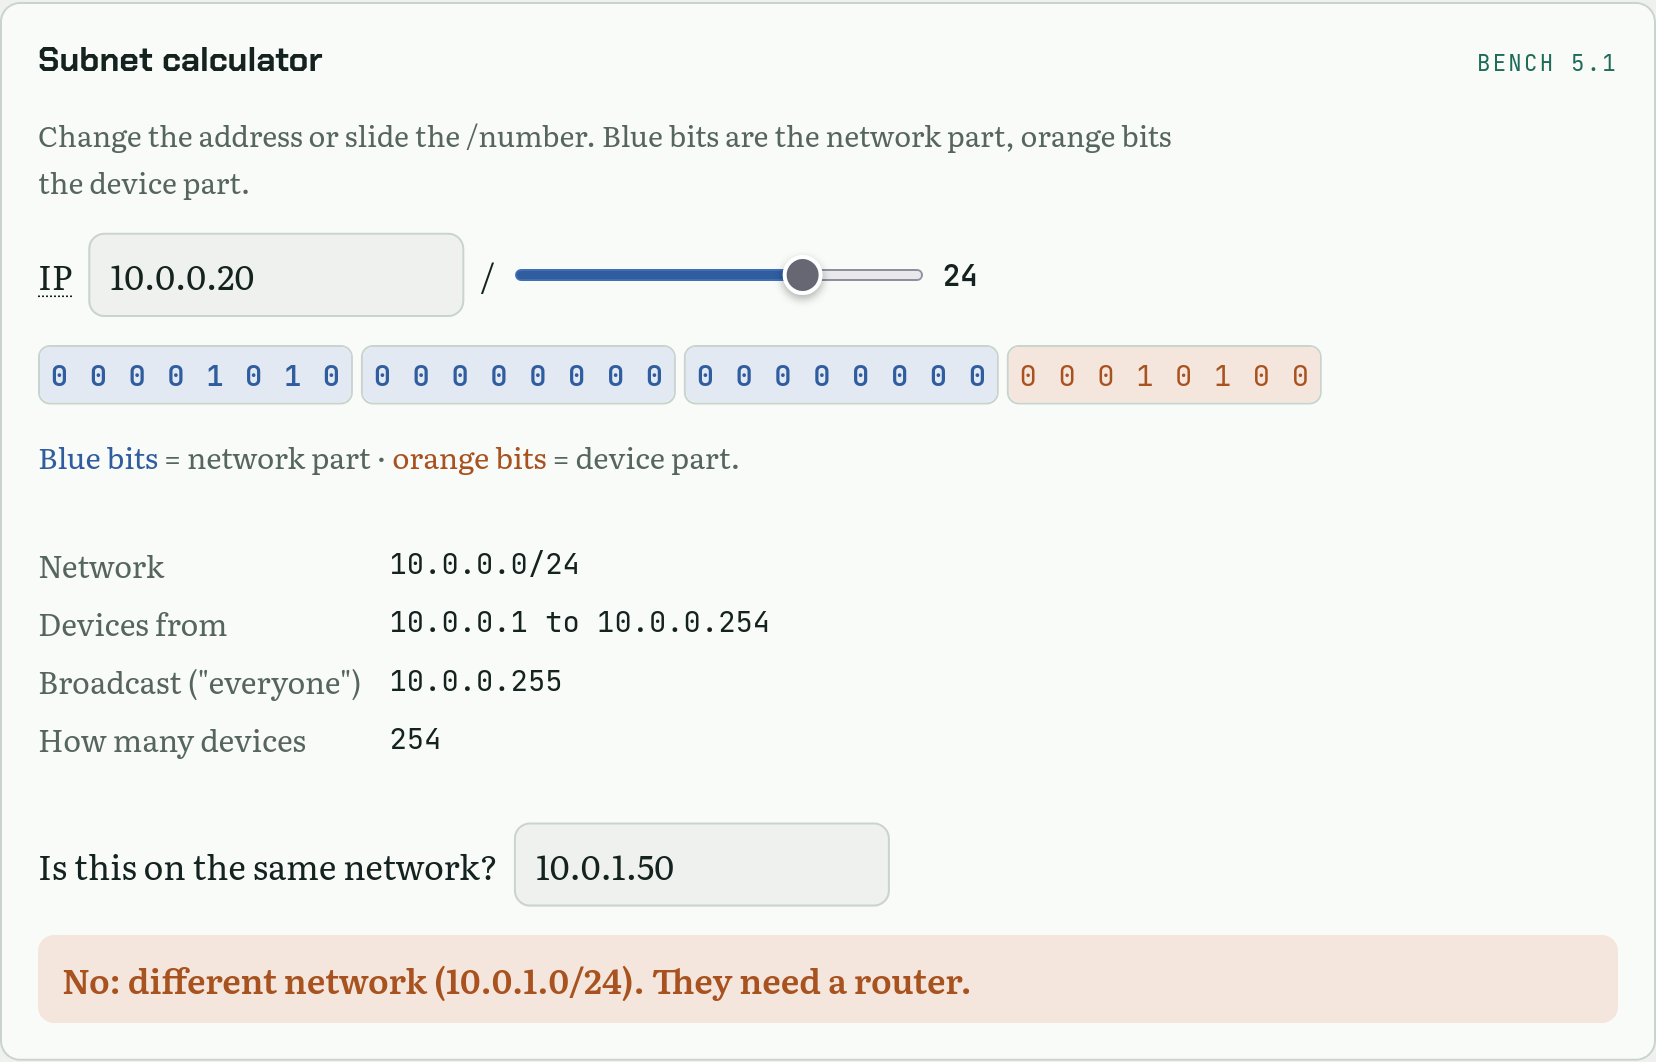 Subnet calculator
BENCH 5.1
Change the address or slide the /number. Blue bits are the network part, orange bits
the device part.
IP 10.0.0.20 / 24
0 0 0 0 1 0 1 0 0 0 0 0 0 0 0 0 0 0 0 0 0 0 0 0 0 0 0 1 0 1 0 0
Blue bits = network part · orange bits = device part.
Network 10.0.0.0/24
Devices from 10.0.0.1 to 10.0.0.254
Broadcast ("everyone") 10.0.0.255
How many devices 254
Is this on the same network? 10.0.1.50
No: different network (10.0.1.0/24). They need a router.